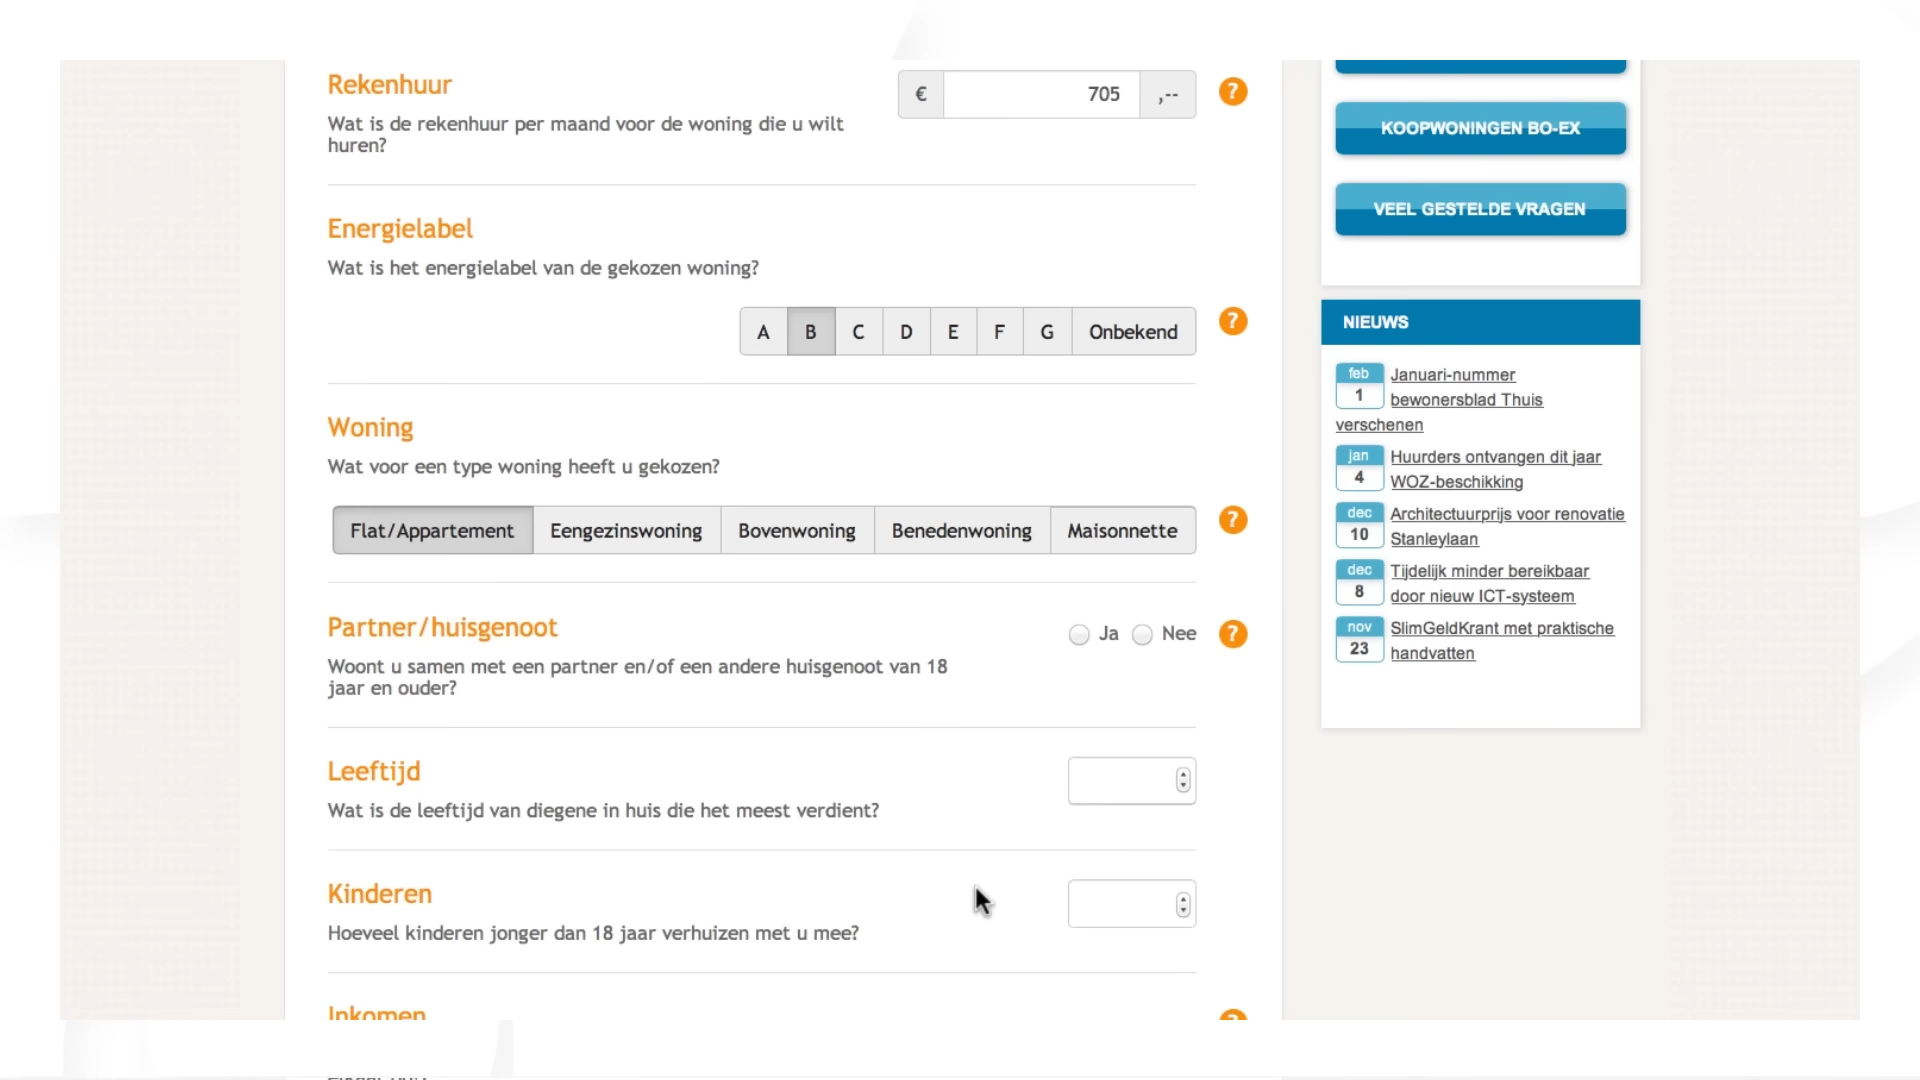 Rekenhuur
€ 705 ,--
?
Wat is de rekenhuur per maand voor de woning die u wilt
huren?
Energielabel
Wat is het energielabel van de gekozen woning?
A B C D E F G Onbekend
?
Woning
Wat voor een type woning heeft u gekozen?
Flat/Appartement Eengezinswoning Bovenwoning Benedenwoning Maisonnette
?
Partner/huisgenoot
Ja Nee
?
Woont u samen met een partner en/of een andere huisgenoot van 18
jaar en ouder?
Leeftijd
Wat is de leeftijd van diegene in huis die het meest verdient?
Kinderen
Hoeveel kinderen jonger dan 18 jaar verhuizen met u mee?
Inkomen
?
KOOPWONINGEN BO-EX
VEEL GESTELDE VRAGEN
NIEUWS
feb
1
Januari-nummer
bewonersblad Thuis
verschenen
jan
4
Huurders ontvangen dit jaar
WOZ-beschikking
dec
10
Architectuurprijs voor renovatie
Stanleylaan
dec
8
Tijdelijk minder bereikbaar
door nieuw ICT-systeem
nov
23
SlimGeldKrant met praktische
handvatten